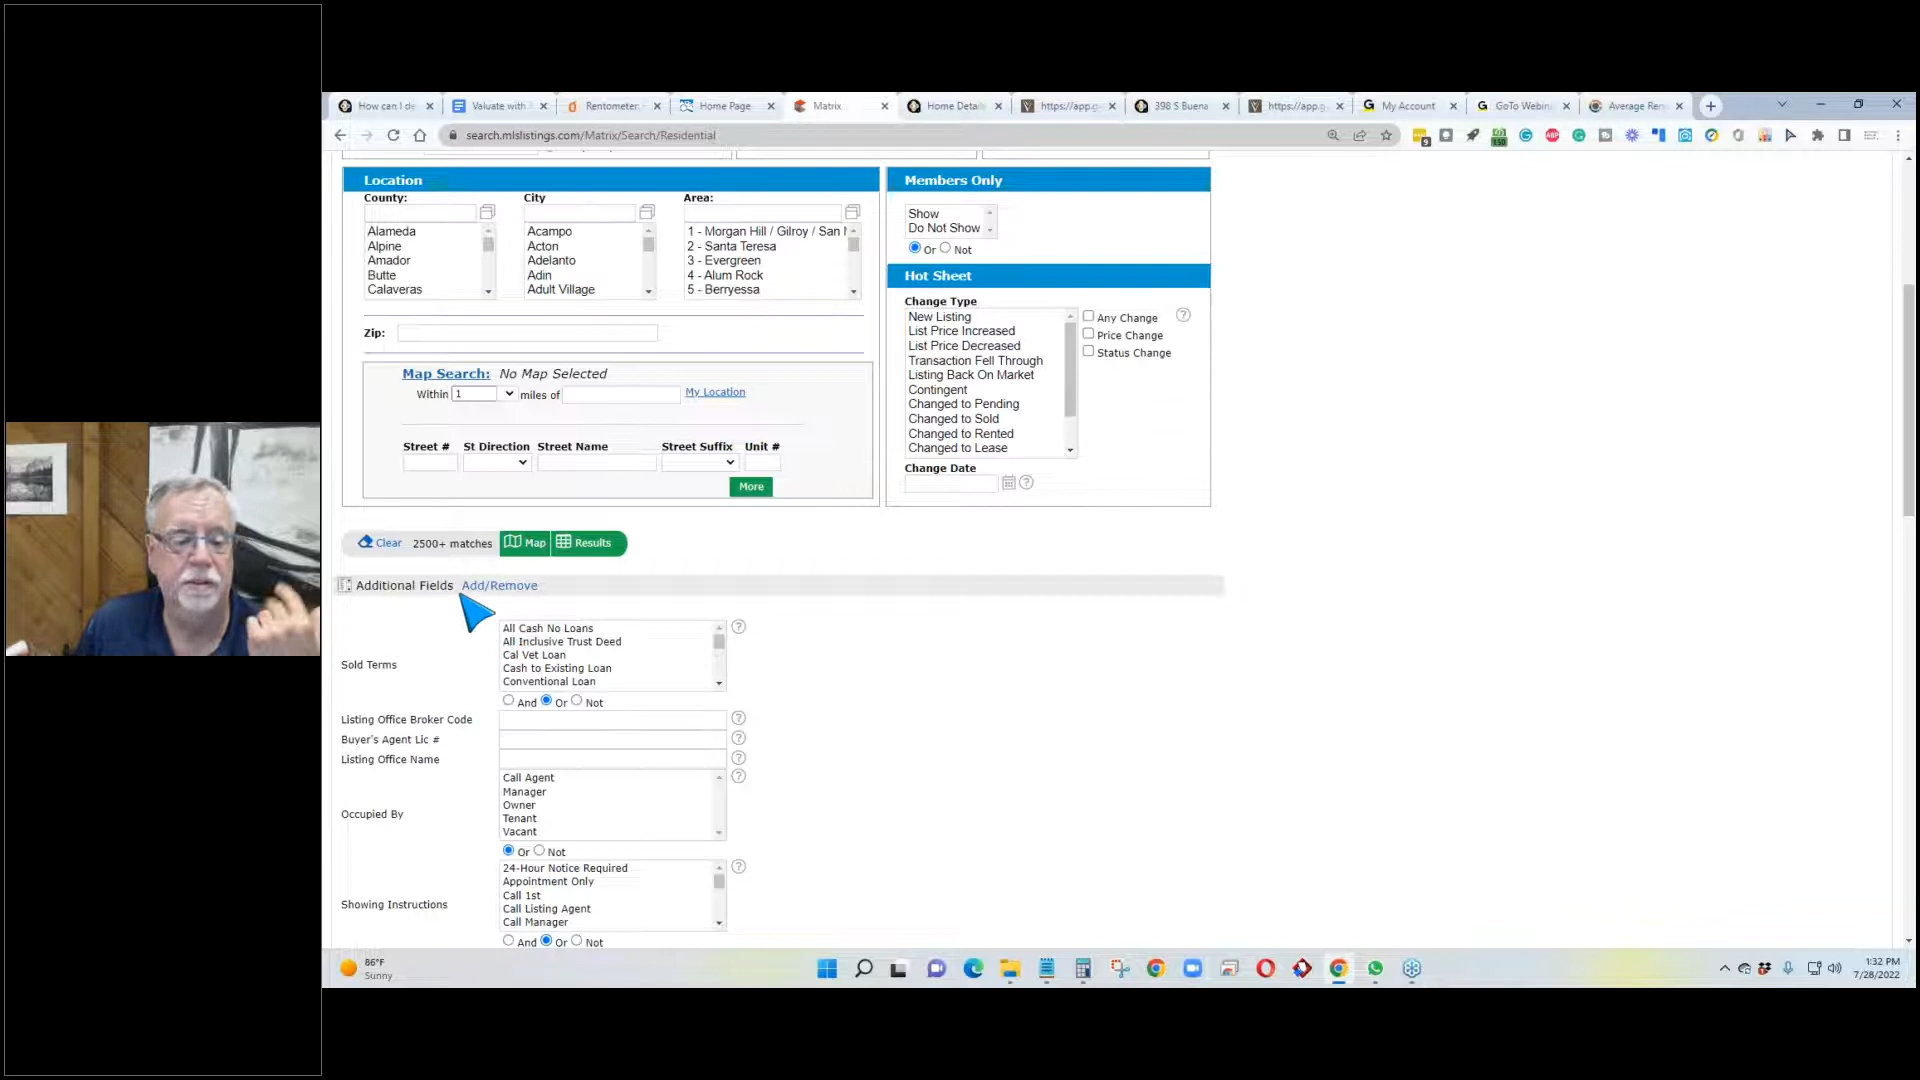 How can I de
Valuate with
Rentometer
Home Page
Matrix
Home Detail
https://app.g
398 S Buena
https://app.g
My Account
GoTo Webin
Average Ren
search.mlslistings.com/Matrix/Search/Residential
Location
County:
City
Area:
Alameda
Alpine
Amador
Butte
Calaveras
Acampo
Acton
Adelanto
Adin
Adult Village
1 - Morgan Hill / Gilroy / San
2 - Santa Teresa
3 - Evergreen
4 - Alum Rock
5 - Berryessa
Zip:
Map Search: No Map Selected
Within 1 miles of
My Location
Street # St Direction Street Name Street Suffix Unit #
More
Members Only
Show
Do Not Show
Or Not
Hot Sheet
Change Type
New Listing
List Price Increased
List Price Decreased
Transaction Fell Through
Listing Back On Market
Contingent
Changed to Pending
Changed to Sold
Changed to Rented
Changed to Lease
Any Change
Price Change
Status Change
Change Date
Clear 2500+ matches Map Results
Additional Fields Add/Remove
Sold Terms
All Cash No Loans
All Inclusive Trust Deed
Cal Vet Loan
Cash to Existing Loan
Conventional Loan
And Or Not
Listing Office Broker Code
Buyer's Agent Lic #
Listing Office Name
Occupied By
Call Agent
Manager
Owner
Tenant
Vacant
Or Not
Showing Instructions
24-Hour Notice Required
Appointment Only
Call 1st
Call Listing Agent
Call Manager
And Or Not
86°F
Sunny
1:32 PM
7/28/2022